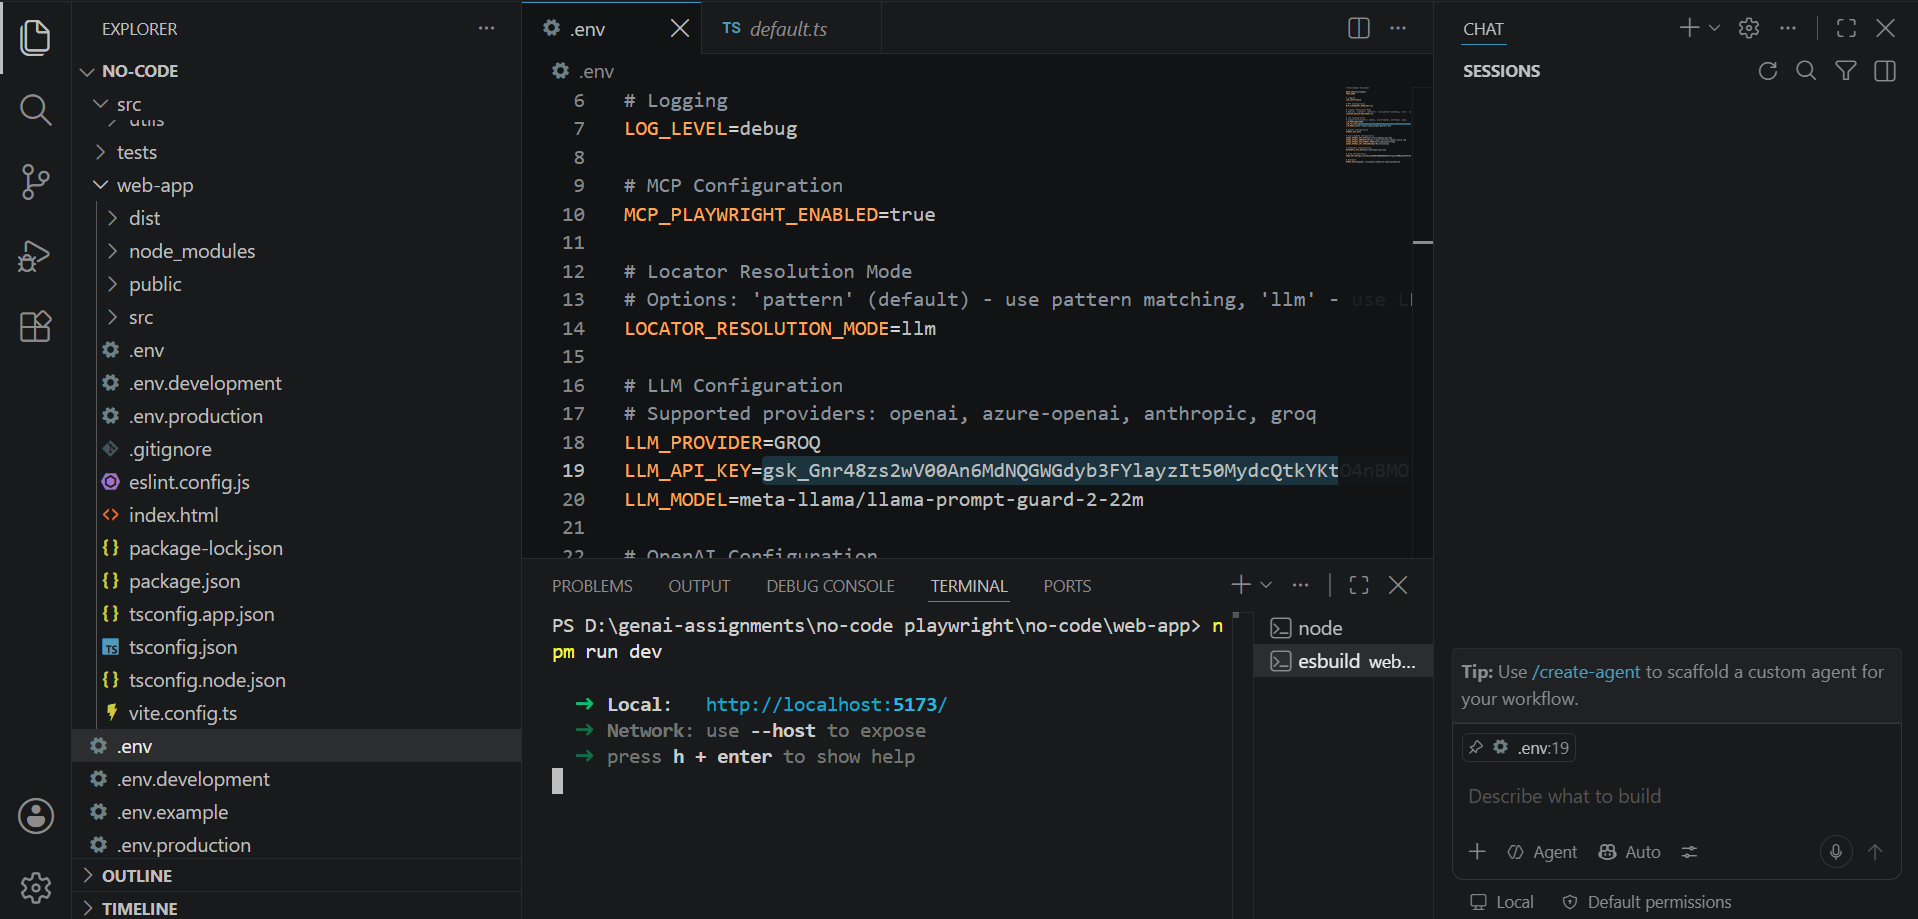 EXPLORER
NO-CODE
src
utils
tests
web-app
dist
node_modules
public
src
.env
.env.development
.env.production
.gitignore
eslint.config.js
index.html
package-lock.json
package.json
tsconfig.app.json
tsconfig.json
tsconfig.node.json
vite.config.ts
.env
.env.development
.env.example
.env.production
OUTLINE
TIMELINE
.env
TS default.ts
.env
6 # Logging
7 LOG_LEVEL=debug
8
9 # MCP Configuration
10 MCP_PLAYWRIGHT_ENABLED=true
11
12 # Locator Resolution Mode
13 # Options: 'pattern' (default) - use pattern matching, 'llm' - use
14 LOCATOR_RESOLUTION_MODE=llm
15
16 # LLM Configuration
17 # Supported providers: openai, azure-openai, anthropic, groq
18 LLM_PROVIDER=GROQ
19 LLM_API_KEY=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
20 LLM_MODEL=meta-llama/llama-prompt-guard-2-22m
21
22 # OpenAI Configuration
PROBLEMS OUTPUT DEBUG CONSOLE TERMINAL PORTS
PS D:\genai-assignments\no-code playwright\no-code\web-app> n
pm run dev
➜ Local: http://localhost:5173/
➜ Network: use --host to expose
➜ press h + enter to show help
node
esbuild web...
CHAT
SESSIONS
Tip: Use /create-agent to scaffold a custom agent for
your workflow.
.env:19
Describe what to build
Agent Auto
Local Default permissions